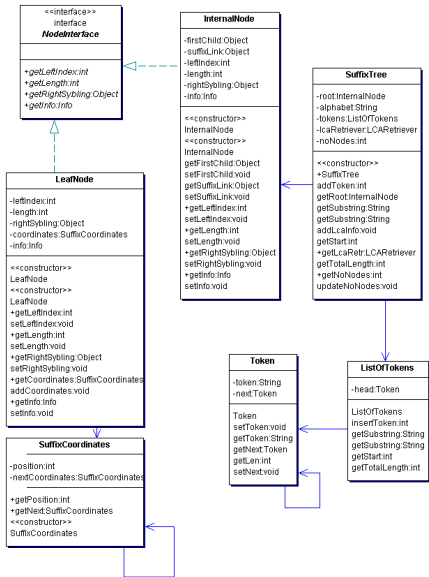 <<interface>>
interface
NodeInterface
+getLeftIndex:int
+getLength:int
+getRightSybling:Object
+getInfo:Info
InternalNode
-firstChild:Object
-suffixLink:Object
-leftIndex:int
-length:int
-rightSybling:Object
-info:Info
<<constructor>>
InternalNode
<<constructor>>
InternalNode
getFirstChild:Object
setFirstChild:void
getSuffixLink:Object
setSuffixLink:void
+getLeftIndex:int
setLeftIndex:void
+getLength:int
setLength:void
+getRightSybling:Object
setRightSybling:void
+getInfo:Info
setInfo:void
SuffixTree
-root:InternalNode
-alphabet:String
-tokens:ListOfTokens
-lcaRetriever:LCARetriever
-noNodes:int
<<constructor>>
+SuffixTree
addToken:int
getRoot:InternalNode
getSubstring:String
getSubstring:String
addLcaInfo:void
getStart:int
+getLcaRetr:LCARetriever
getTotalLength:int
+getNoNodes:int
updateNoNodes:void
LeafNode
-leftIndex:int
-length:int
-rightSybling:Object
-coordinates:SuffixCoordinates
-info:Info
<<constructor>>
LeafNode
<<constructor>>
LeafNode
+getLeftIndex:int
setLeftIndex:void
+getLength:int
setLength:void
+getRightSybling:Object
setRightSybling:void
+getCoordinates:SuffixCoordinates
addCoordinates:void
+getInfo:Info
setInfo:void
Token
-token:String
-next:Token
Token
setToken:void
getToken:String
getNext:Token
getLen:int
setNext:void
ListOfTokens
-head:Token
ListOfTokens
insertToken:int
getSubstring:String
getSubstring:String
getStart:int
getTotalLength:int
SuffixCoordinates
-position:int
-nextCoordinates:SuffixCoordinates
+getPosition:int
+getNext:SuffixCoordinates
<<constructor>>
SuffixCoordinates